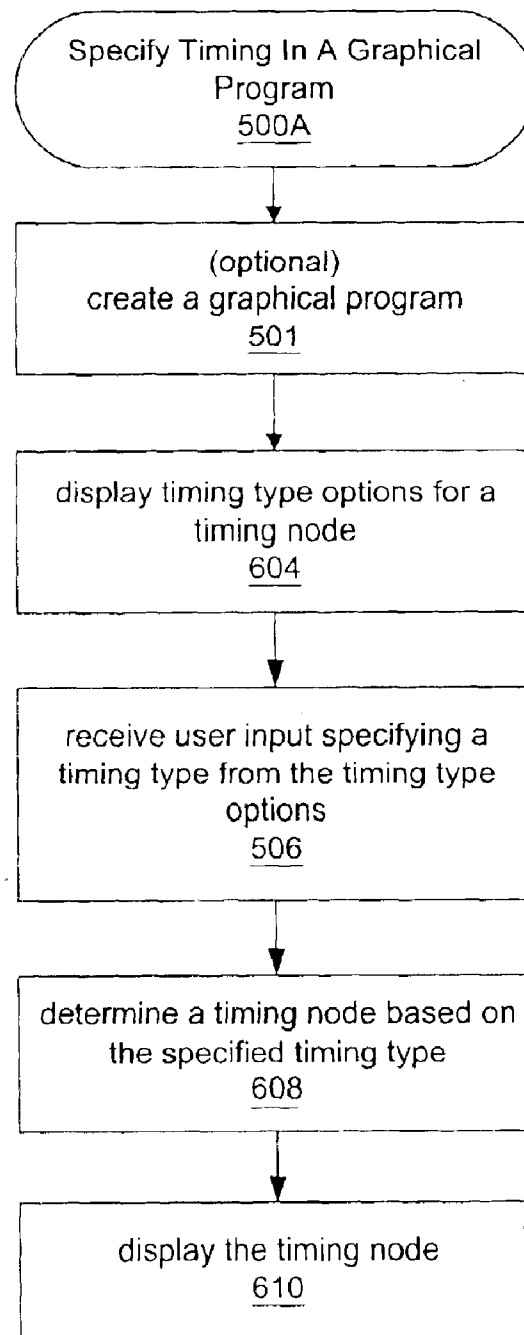 Specify Timing In A Graphical
Program
500A
(optional)
create a graphical program
501
display timing type options for a
timing node
604
receive user input specifying a
timing type from the timing type
options
506
determine a timing node based on
the specified timing type
608
display the timing node
610